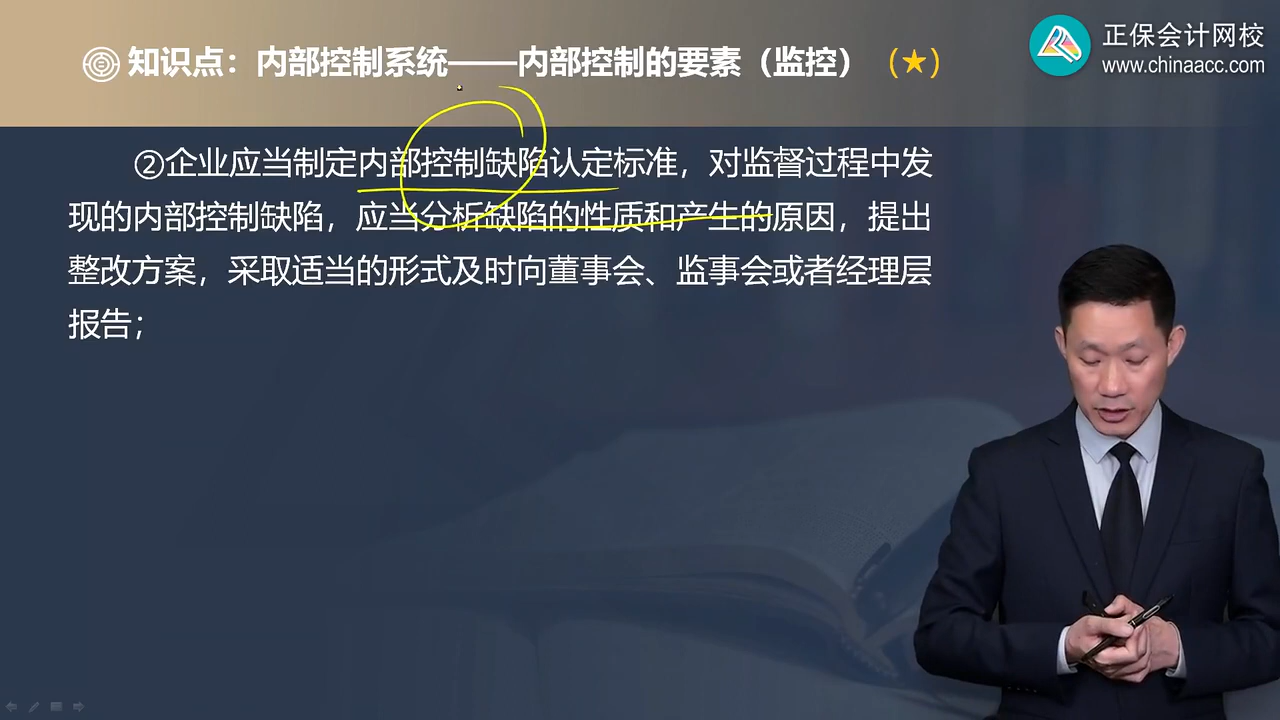 知识点：内部控制系统——内部控制的要素（监控）（★）
正保会计网校
www.chinaacc.com
②企业应当制定内部控制缺陷认定标准，对监督过程中发
现的内部控制缺陷，应当分析缺陷的性质和产生的原因，提出
整改方案，采取适当的形式及时向董事会、监事会或者经理层
报告；